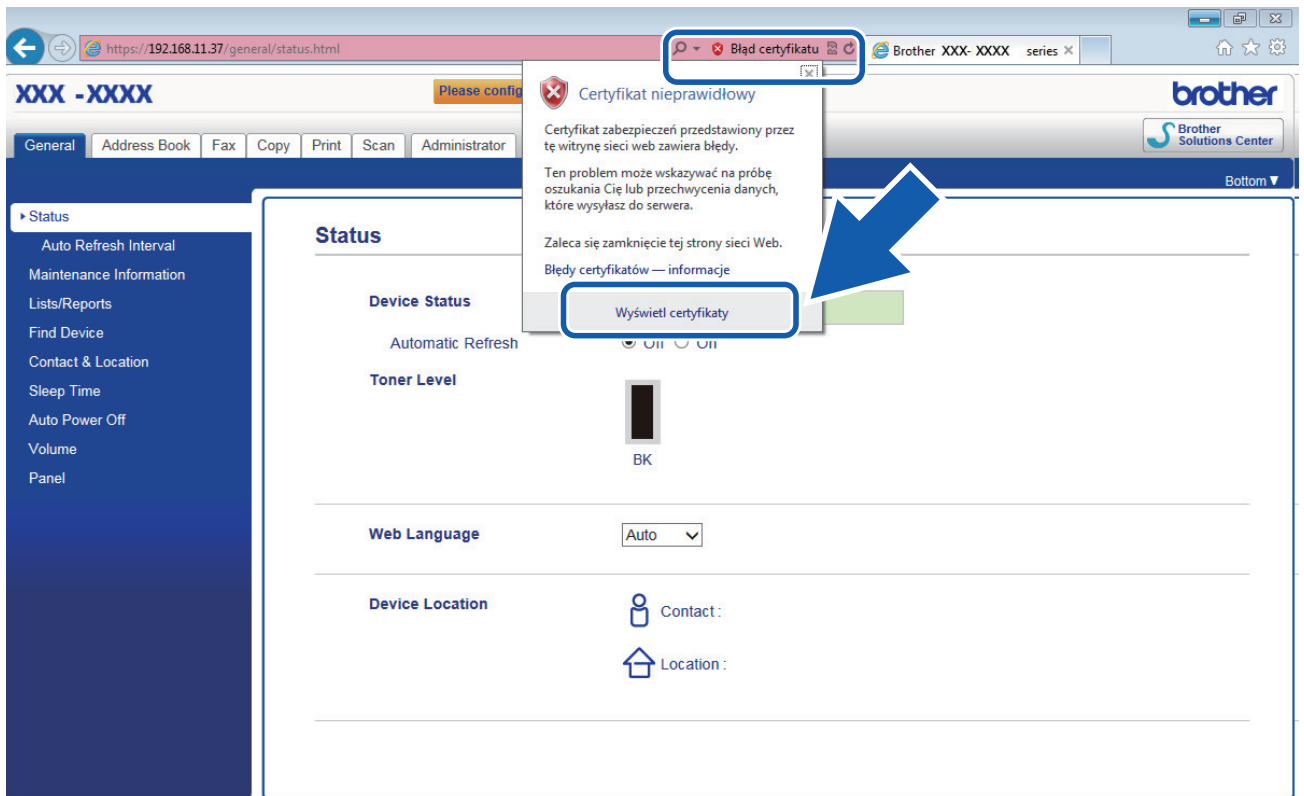 https://192.168.11.37/general/status.html
Błąd certyfikatu
Brother XXX- XXXX series
XXX -XXXX
Please config
brother
General
Address Book
Fax
Copy
Print
Scan
Administrator
Brother
Solutions Center
Bottom▼
Certyfikat nieprawidłowy
Certyfikat zabezpieczeń przedstawiony przez
tę witrynę sieci web zawiera błędy.
Ten problem może wskazywać na próbę
oszukania Cię lub przechwycenia danych,
które wysyłasz do serwera.
Zaleca się zamknięcie tej strony sieci Web.
Błędy certyfikatów — informacje
Wyświetl certyfikaty
Status
Auto Refresh Interval
Maintenance Information
Lists/Reports
Find Device
Contact & Location
Sleep Time
Auto Power Off
Volume
Panel
Status
Device Status
Automatic Refresh
Off
On
Toner Level
BK
Web Language
Auto
Device Location
Contact :
Location :